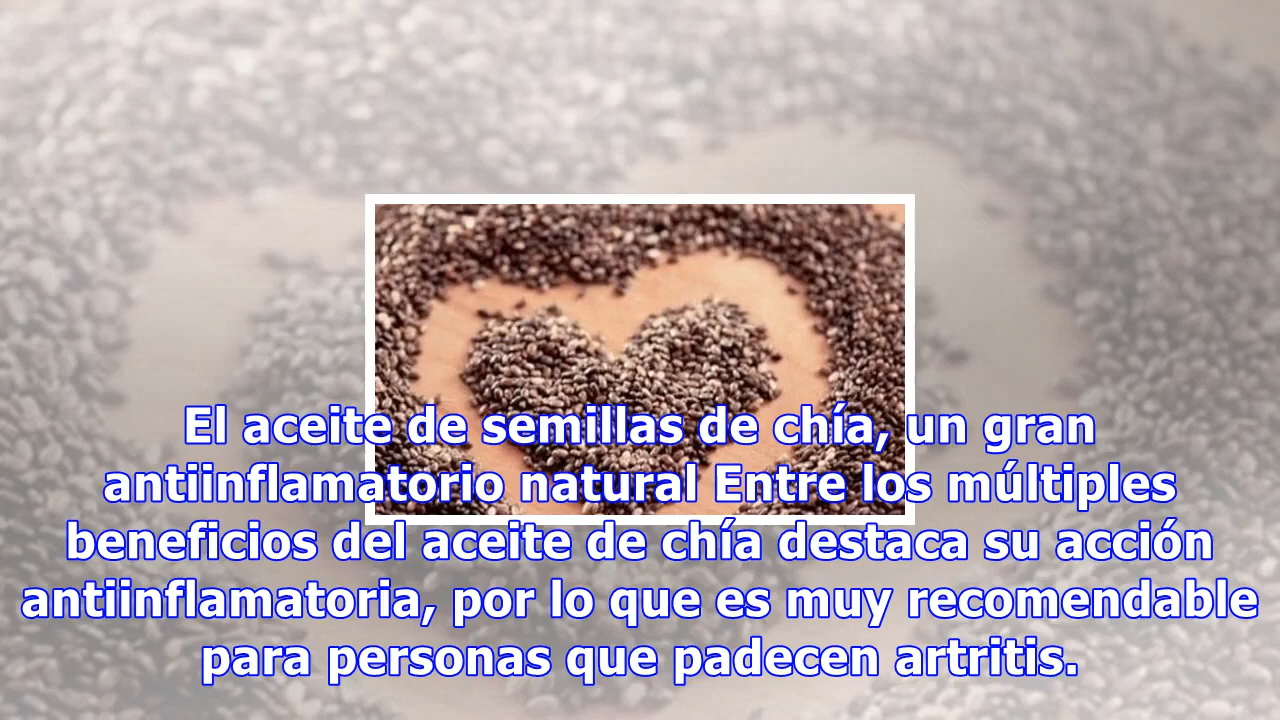 El aceite de semillas de chía, un gran
antiinflamatorio natural Entre los múltiples
beneficios del aceite de chía destaca su acción
antiinflamatoria, por lo que es muy recomendable
para personas que padecen artritis.